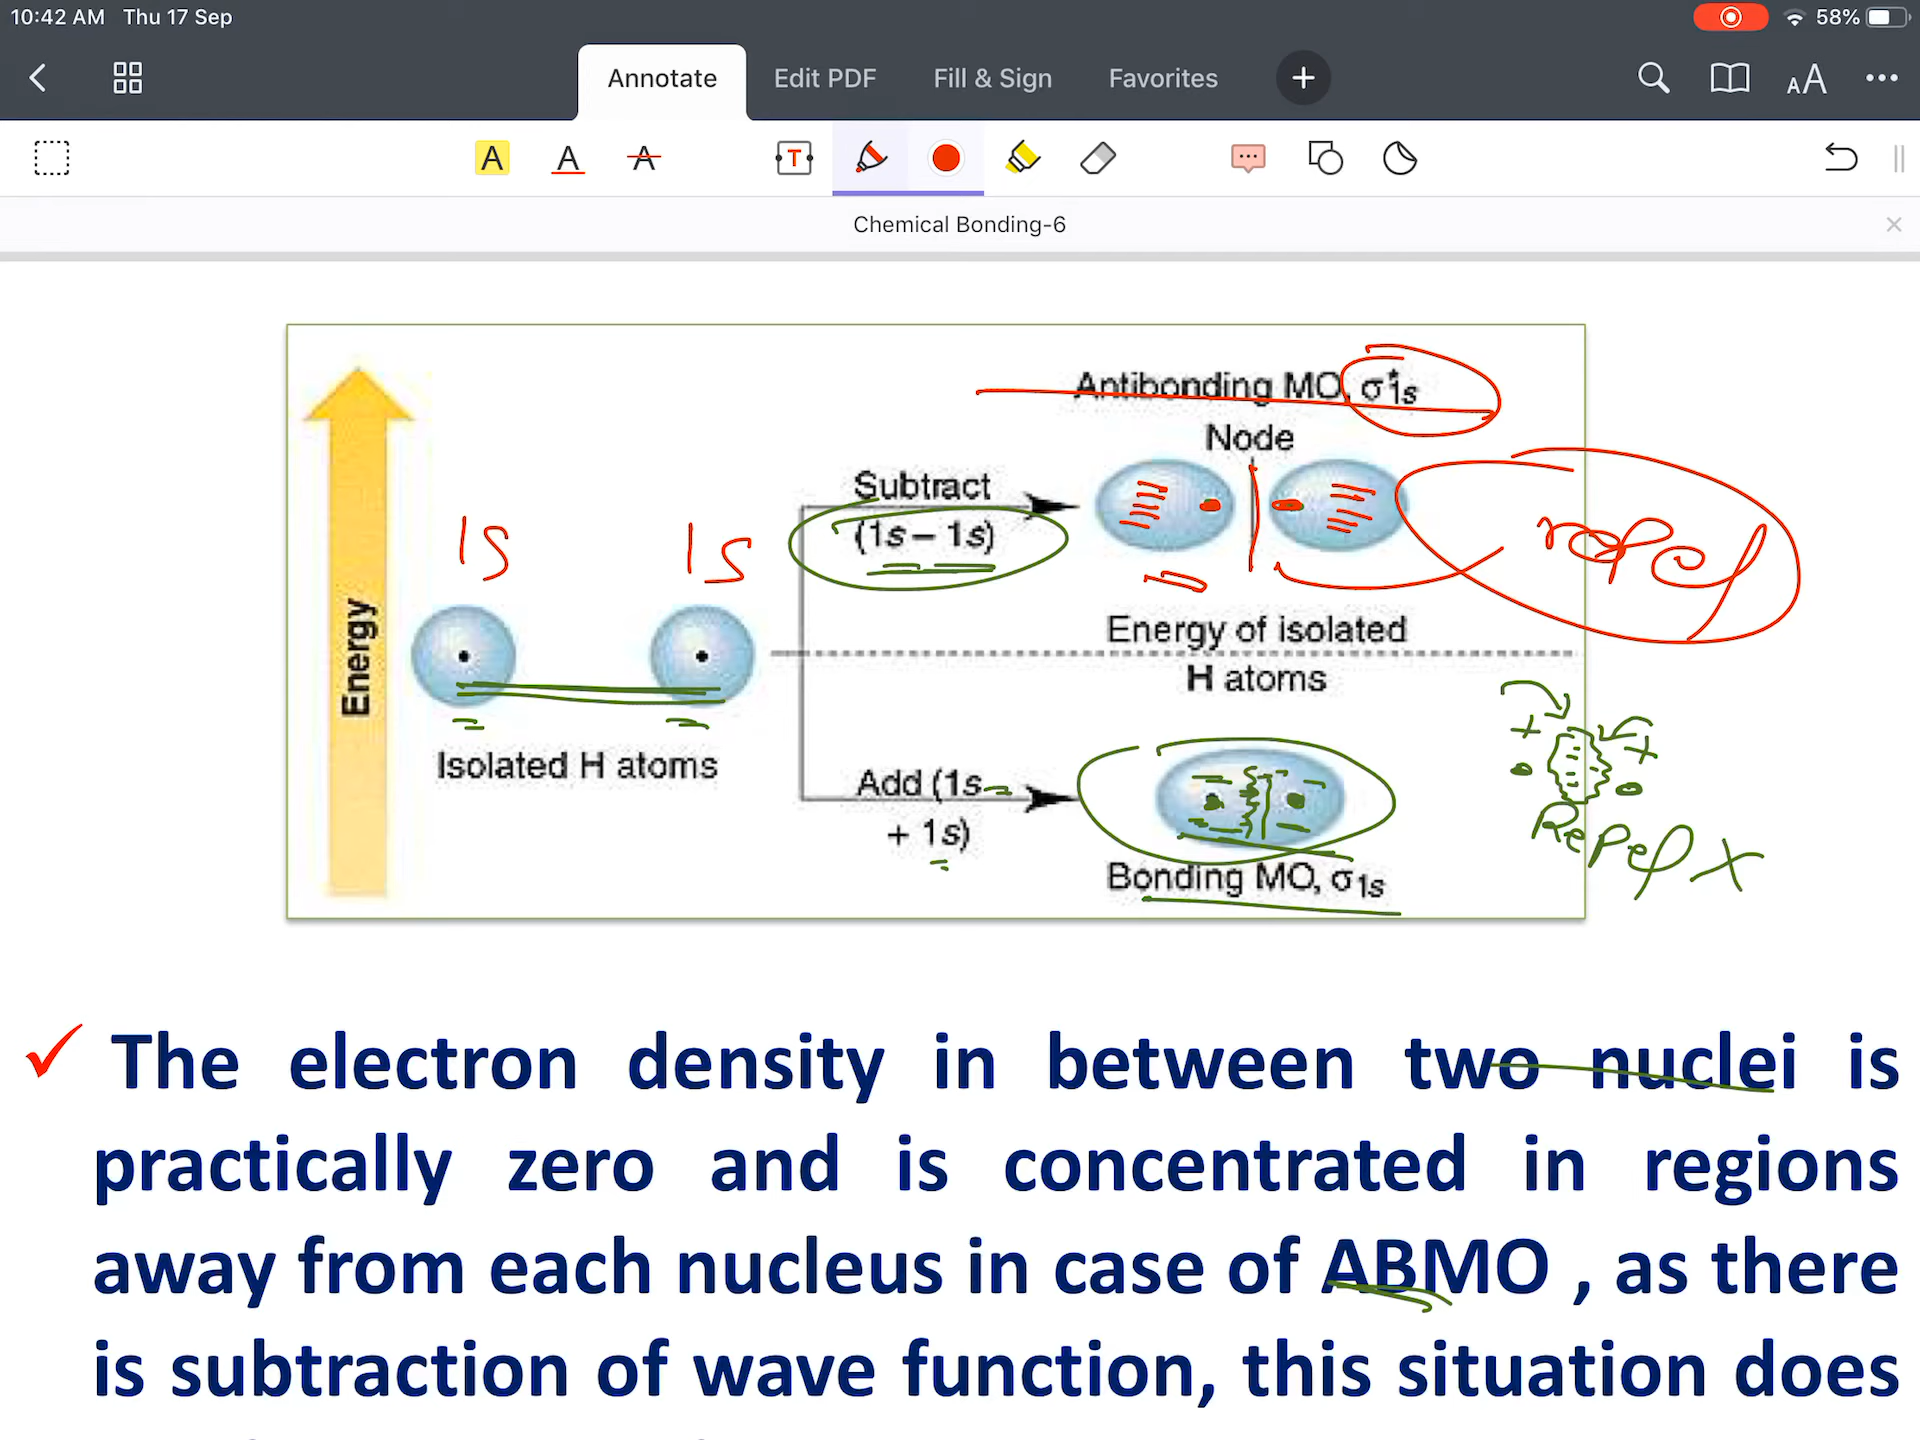 10:42 AM Thu 17 Sep
58%
Annotate Edit PDF Fill & Sign Favorites
AA
A A A T
Chemical Bonding-6
Antibonding MO, σ*1s
Node
Subtract
(1s – 1s)
1S 1S
repel
Energy
Energy of isolated
H atoms
Isolated H atoms
Add (1s
+ 1s)
Bonding MO, σ1s
+ +
Repel X
✓ The electron density in between two nuclei is
practically zero and is concentrated in regions
away from each nucleus in case of ABMO , as there
is subtraction of wave function, this situation does